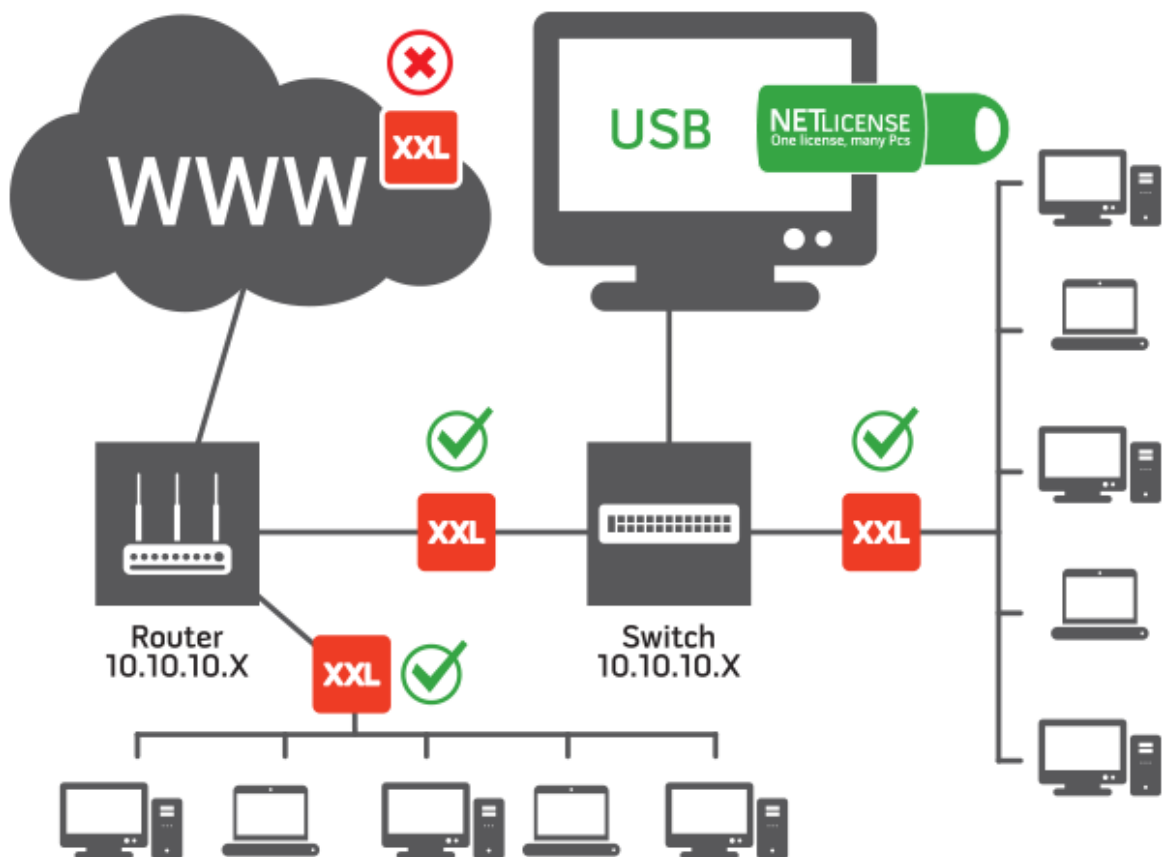 XXL
WWW
USB
NETLICENSE
One license, many Pcs
XXL
XXL
Router
10.10.10.X
Switch
10.10.10.X
XXL